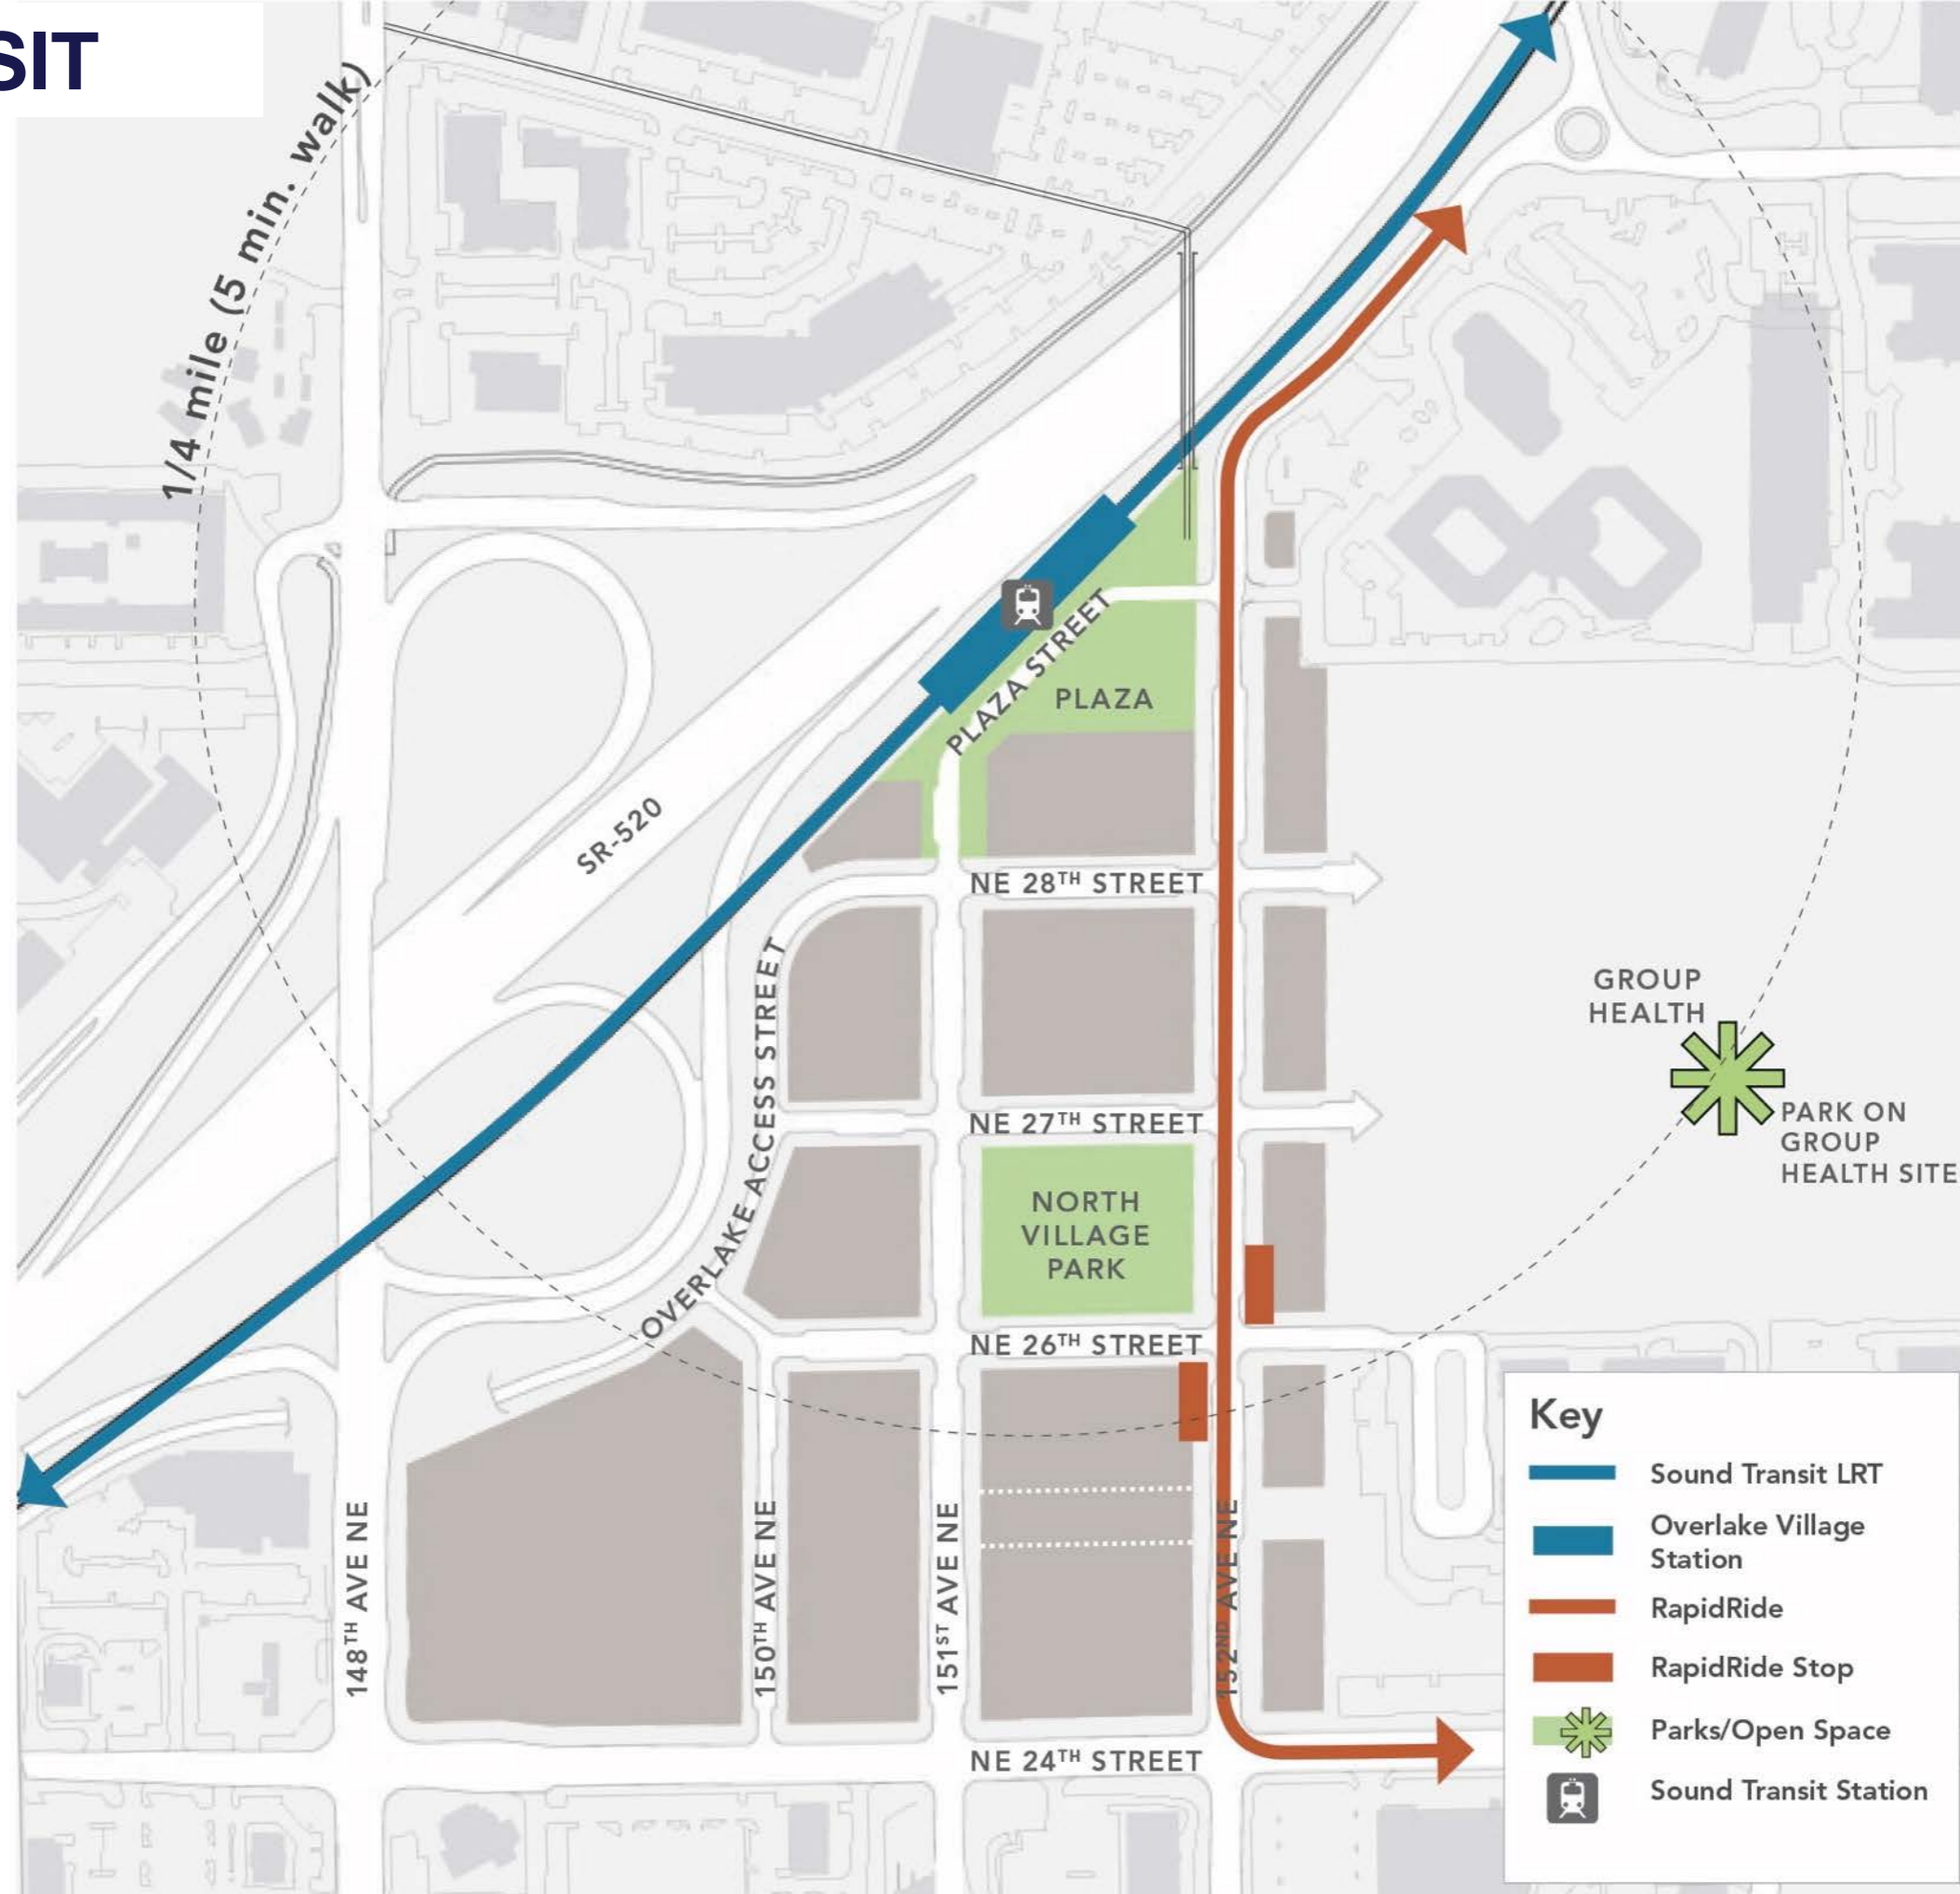 SIT
1/4 mile (5 min. walk)
PLAZA STREET
PLAZA
SR-520
NE 28TH STREET
OVERLAKE ACCESS STREET
GROUP
HEALTH
PARK ON
GROUP
HEALTH SITE
NE 27TH STREET
NORTH
VILLAGE
PARK
NE 26TH STREET
148TH AVE NE
150TH AVE NE
151ST AVE NE
152ND AVE NE
NE 24TH STREET
Key
Sound Transit LRT
Overlake Village
Station
RapidRide
RapidRide Stop
Parks/Open Space
Sound Transit Station